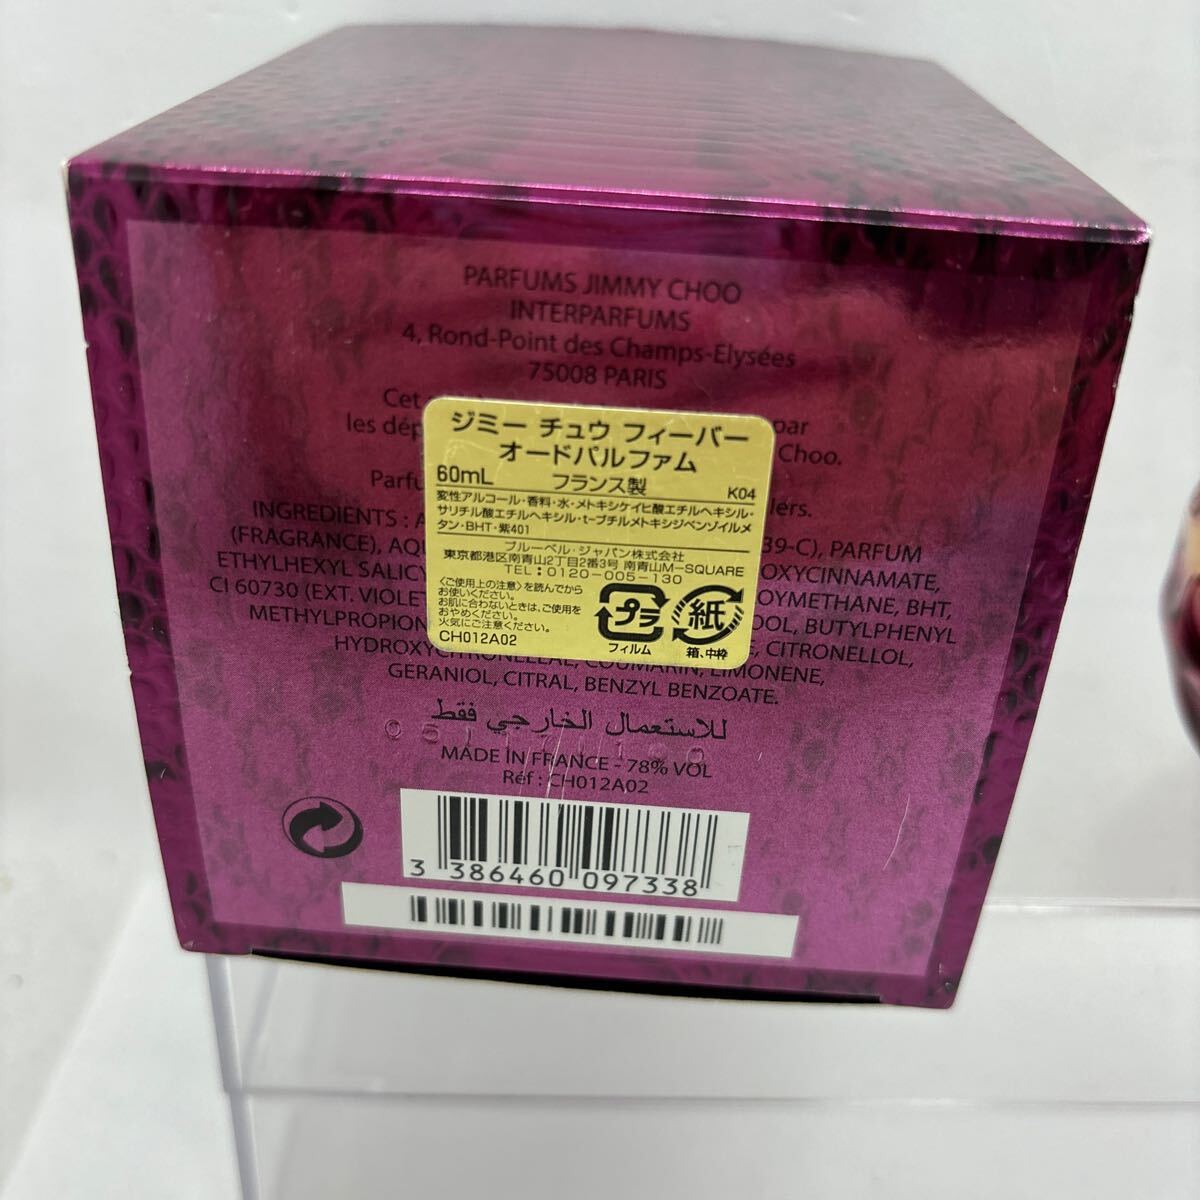 PARFUMS JIMMY CHOO
INTERPARFUMS
4, Rond-Point des Champs-Elysées
75008 PARIS
Cet par
les dép Choo.
Parfu lers.
INGREDIENTS : A 39-C), PARFUM
(FRAGRANCE), AQU
ETHYLHEXYL SALICY OXYCINNAMATE,
CI 60730 (EXT. VIOLET OYMETHANE, BHT,
METHYLPROPION OOL, BUTYLPHENYL
HYDROXYCITRONELLAL, COUMARIN, LIMONENE, CITRONELLOL,
GERANIOL, CITRAL, BENZYL BENZOATE.
للاستعمال الخارجي فقط
MADE IN FRANCE - 78% VOL
Réf : CH012A02
3 386460 097338
ジミー チュウ フィーバー
オードパルファム
60mL フランス製 K04
変性アルコール・香料・水・メトキシケイヒ酸エチルヘキシル・
サリチル酸エチルヘキシル・t-ブチルメトキシジベンゾイルメ
タン・BHT・紫401
ブルーベル・ジャパン株式会社
東京都港区南青山2丁目2番3号 南青山M-SQUARE
TEL:0120-005-130
〈ご使用上の注意〉を読んでから
お使いください。
お肌に合わないときは、ご使用を
おやめください。
火気にご注意ください。
CH012A02
プラ
フィルム
紙
箱、中枠